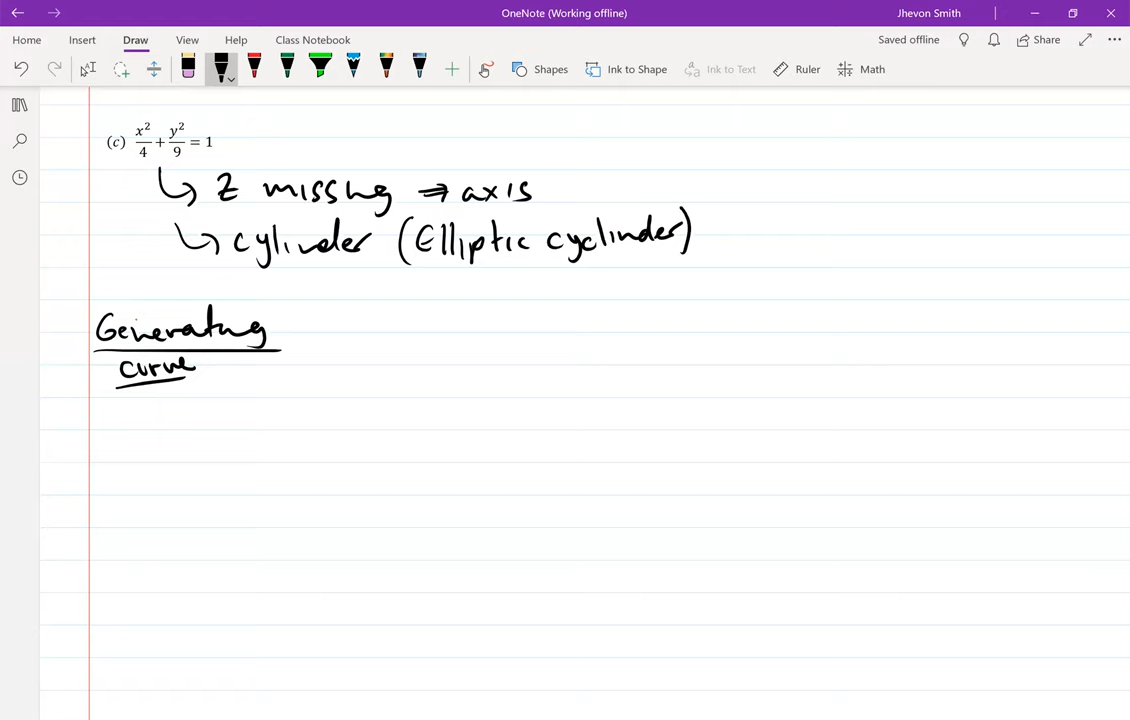 OneNote (Working offline)
Jhevon Smith
Home Insert Draw View Help Class Notebook
Saved offline
Share
Shapes
Ink to Shape
Ink to Text
Ruler
Math
(c) x²/4 + y²/9 = 1
↳ z missing ⇒ axis
↳ cylinder (Elliptic cyclinder)
Generating
curve